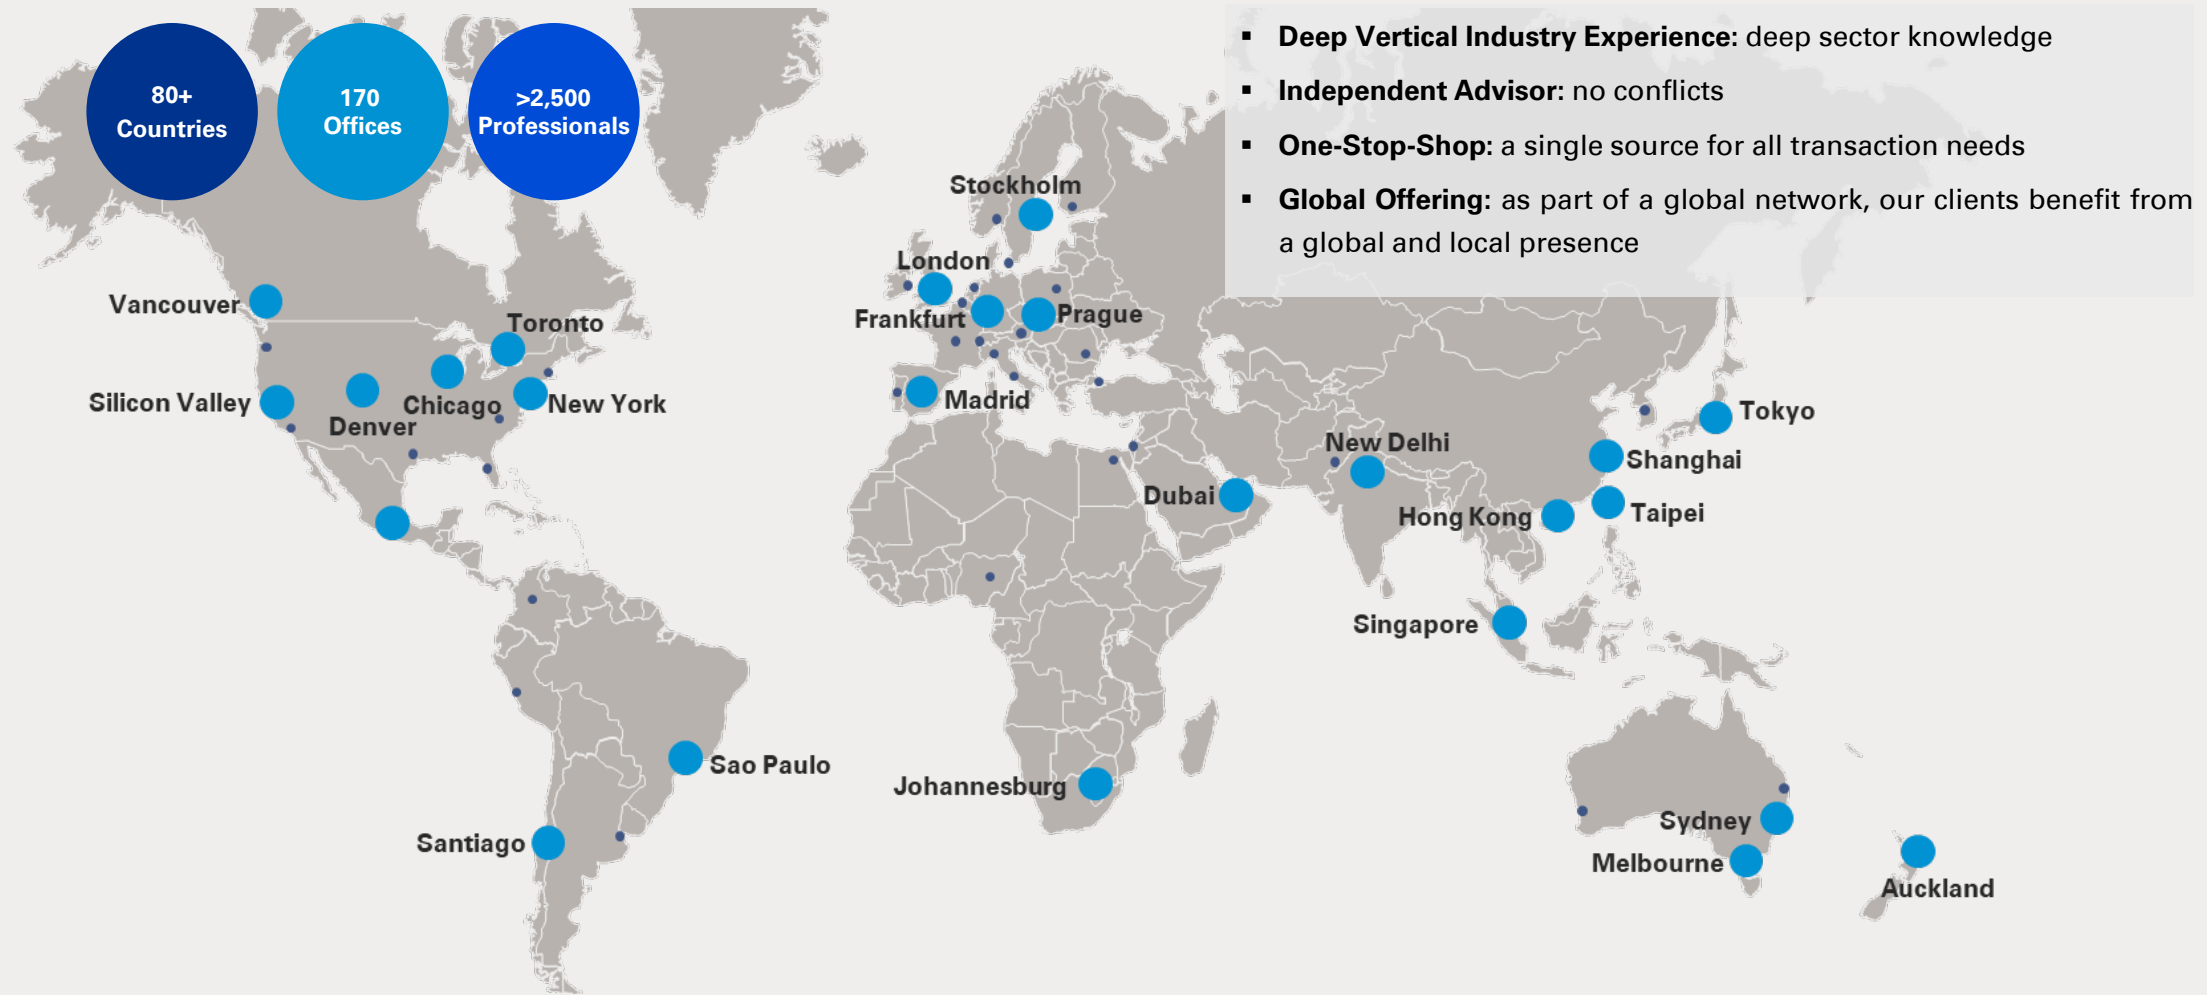 80+
Countries
170
Offices
>2,500
Professionals
▪ Deep Vertical Industry Experience: deep sector knowledge
▪ Independent Advisor: no conflicts
▪ One-Stop-Shop: a single source for all transaction needs
▪ Global Offering: as part of a global network, our clients benefit from
a global and local presence
Stockholm
London
Vancouver
Frankfurt
Prague
Toronto
Silicon Valley
Denver
Chicago
New York
Madrid
Tokyo
New Delhi
Shanghai
Dubai
Hong Kong
Taipei
Singapore
Sao Paulo
Johannesburg
Santiago
Sydney
Melbourne
Auckland